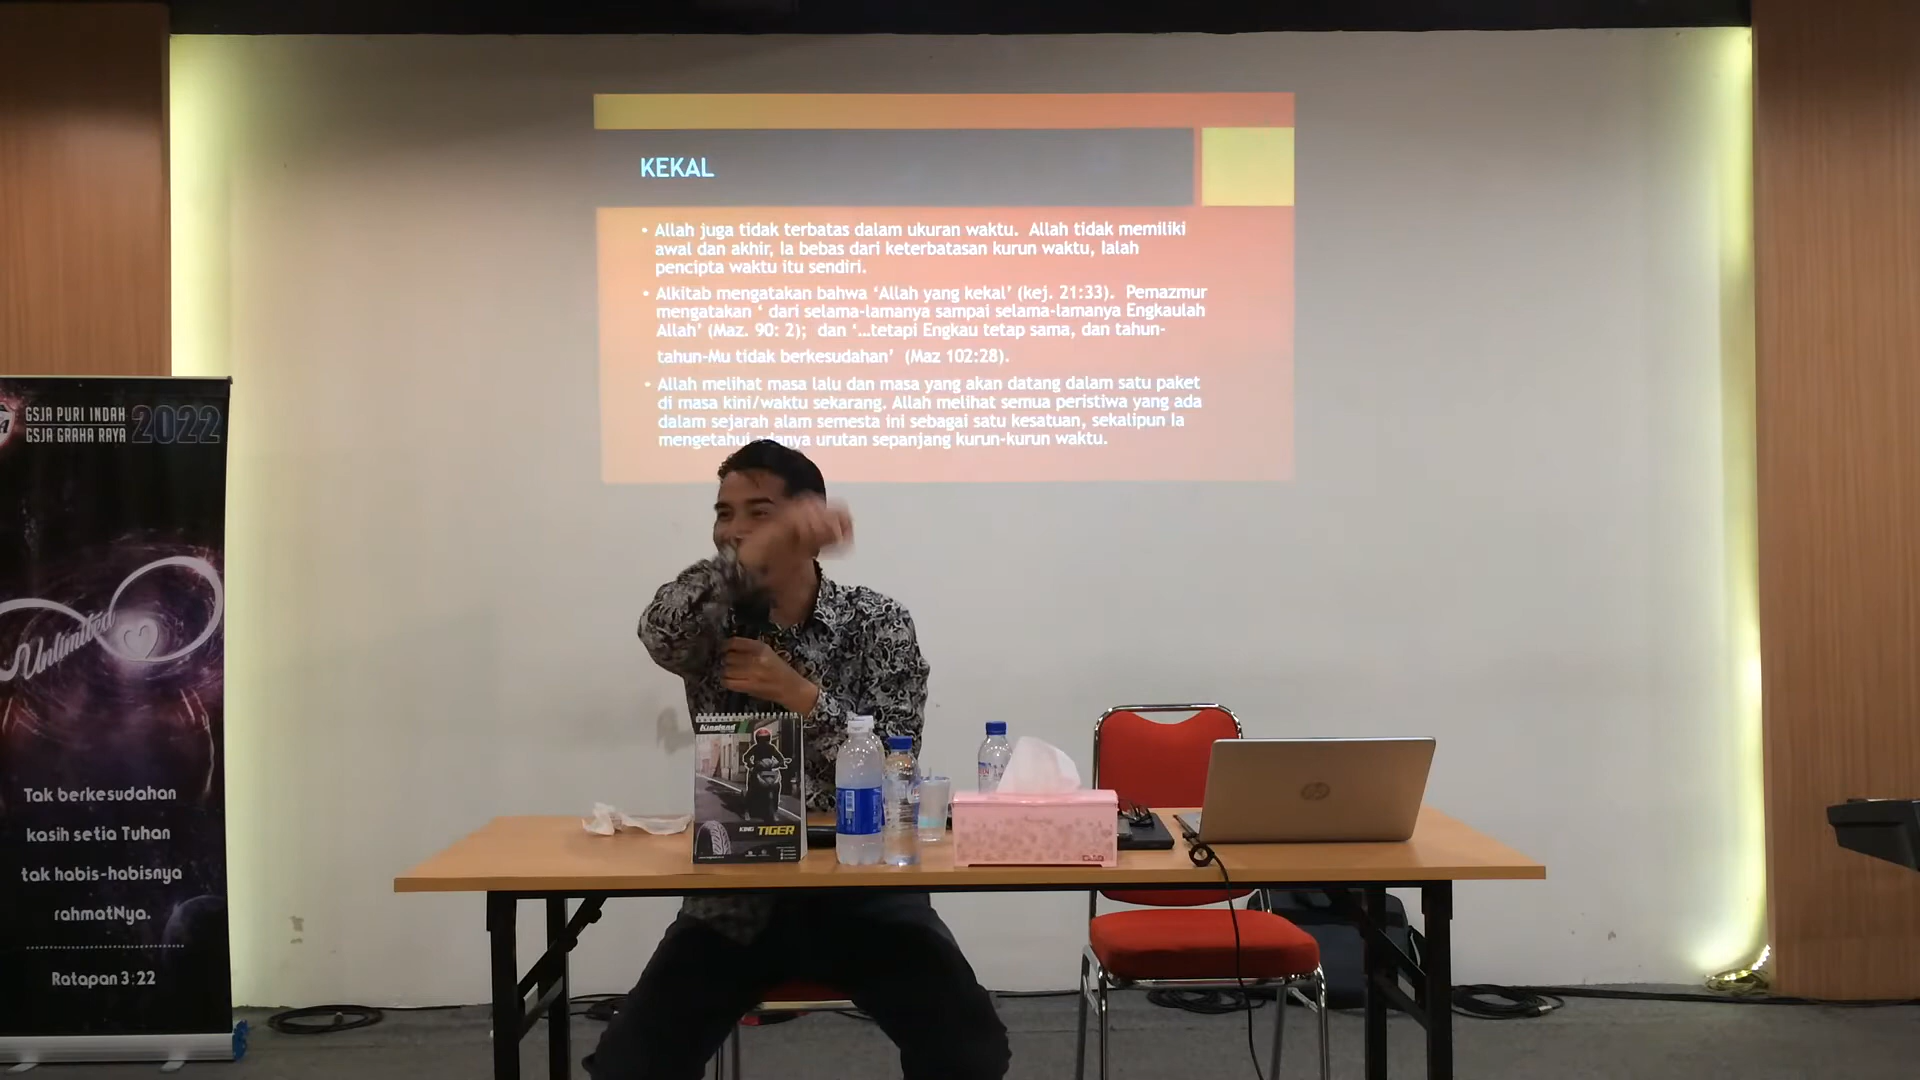 KEKAL
• Allah juga tidak terbatas dalam ukuran waktu. Allah tidak memiliki
awal dan akhir, Ia bebas dari keterbatasan kurun waktu, Ialah
pencipta waktu itu sendiri.
• Alkitab mengatakan bahwa ‘Allah yang kekal’ (kej. 21:33). Pemazmur
mengatakan ‘ dari selama-lamanya sampai selama-lamanya Engkaulah
Allah’ (Maz. 90: 2); dan ‘…tetapi Engkau tetap sama, dan tahun-
tahun-Mu tidak berkesudahan’ (Maz 102:28).
• Allah melihat masa lalu dan masa yang akan datang dalam satu paket
di masa kini/waktu sekarang. Allah melihat semua peristiwa yang ada
dalam sejarah alam semesta ini sebagai satu kesatuan, sekalipun Ia
mengetahui adanya urutan sepanjang kurun-kurun waktu.
GSJA PURI INDAH
GSJA GRAHA RAYA
2022
Unlimited
Tak berkesudahan
kasih setia Tuhan
tak habis-habisnya
rahmatNya.
Ratapan 3:22
Kingland
KING TIGER
hp